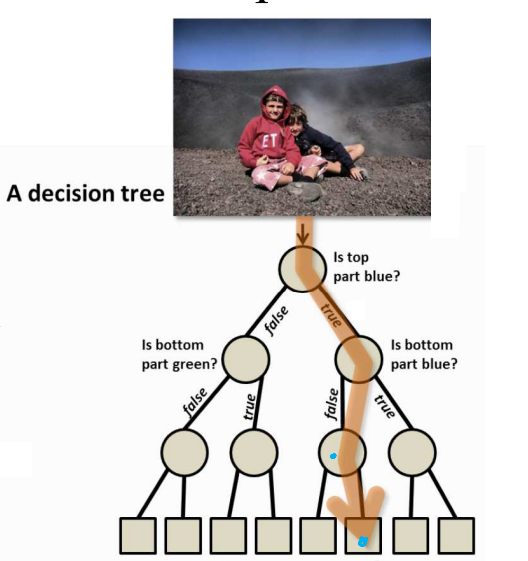 ET
A decision tree
Is top
part blue?
false
true
Is bottom
part green?
Is bottom
part blue?
false
true
false
true